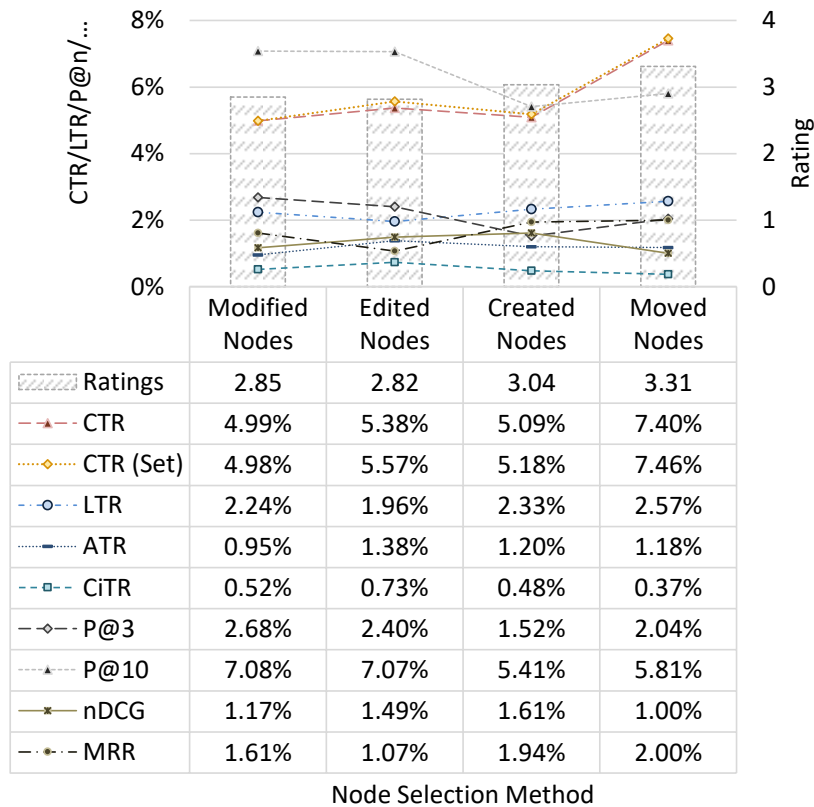 8%
6%
4%
2%
0%
CTR/LTR/P@n/…
4
3
2
1
0
Rating
Modified Nodes Edited Nodes Created Nodes Moved Nodes
Ratings 2.85 2.82 3.04 3.31
CTR 4.99% 5.38% 5.09% 7.40%
CTR (Set) 4.98% 5.57% 5.18% 7.46%
LTR 2.24% 1.96% 2.33% 2.57%
ATR 0.95% 1.38% 1.20% 1.18%
CiTR 0.52% 0.73% 0.48% 0.37%
P@3 2.68% 2.40% 1.52% 2.04%
P@10 7.08% 7.07% 5.41% 5.81%
nDCG 1.17% 1.49% 1.61% 1.00%
MRR 1.61% 1.07% 1.94% 2.00%
Node Selection Method